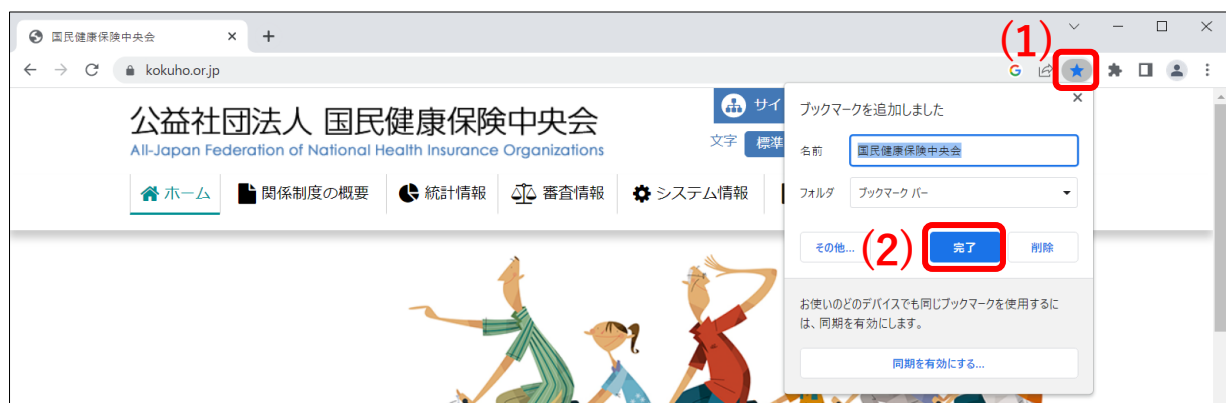 国民健康保険中央会
(1)
kokuho.or.jp
公益社団法人 国民健康保険中央会
All-Japan Federation of National Health Insurance Organizations
サイ
文字 標準
ホーム 関係制度の概要 統計情報 審査情報 システム情報
ブックマークを追加しました
名前 国民健康保険中央会
フォルダ ブックマーク バー
その他... (2) 完了 削除
お使いのどのデバイスでも同じブックマークを使用するに
は、同期を有効にします。
同期を有効にする...